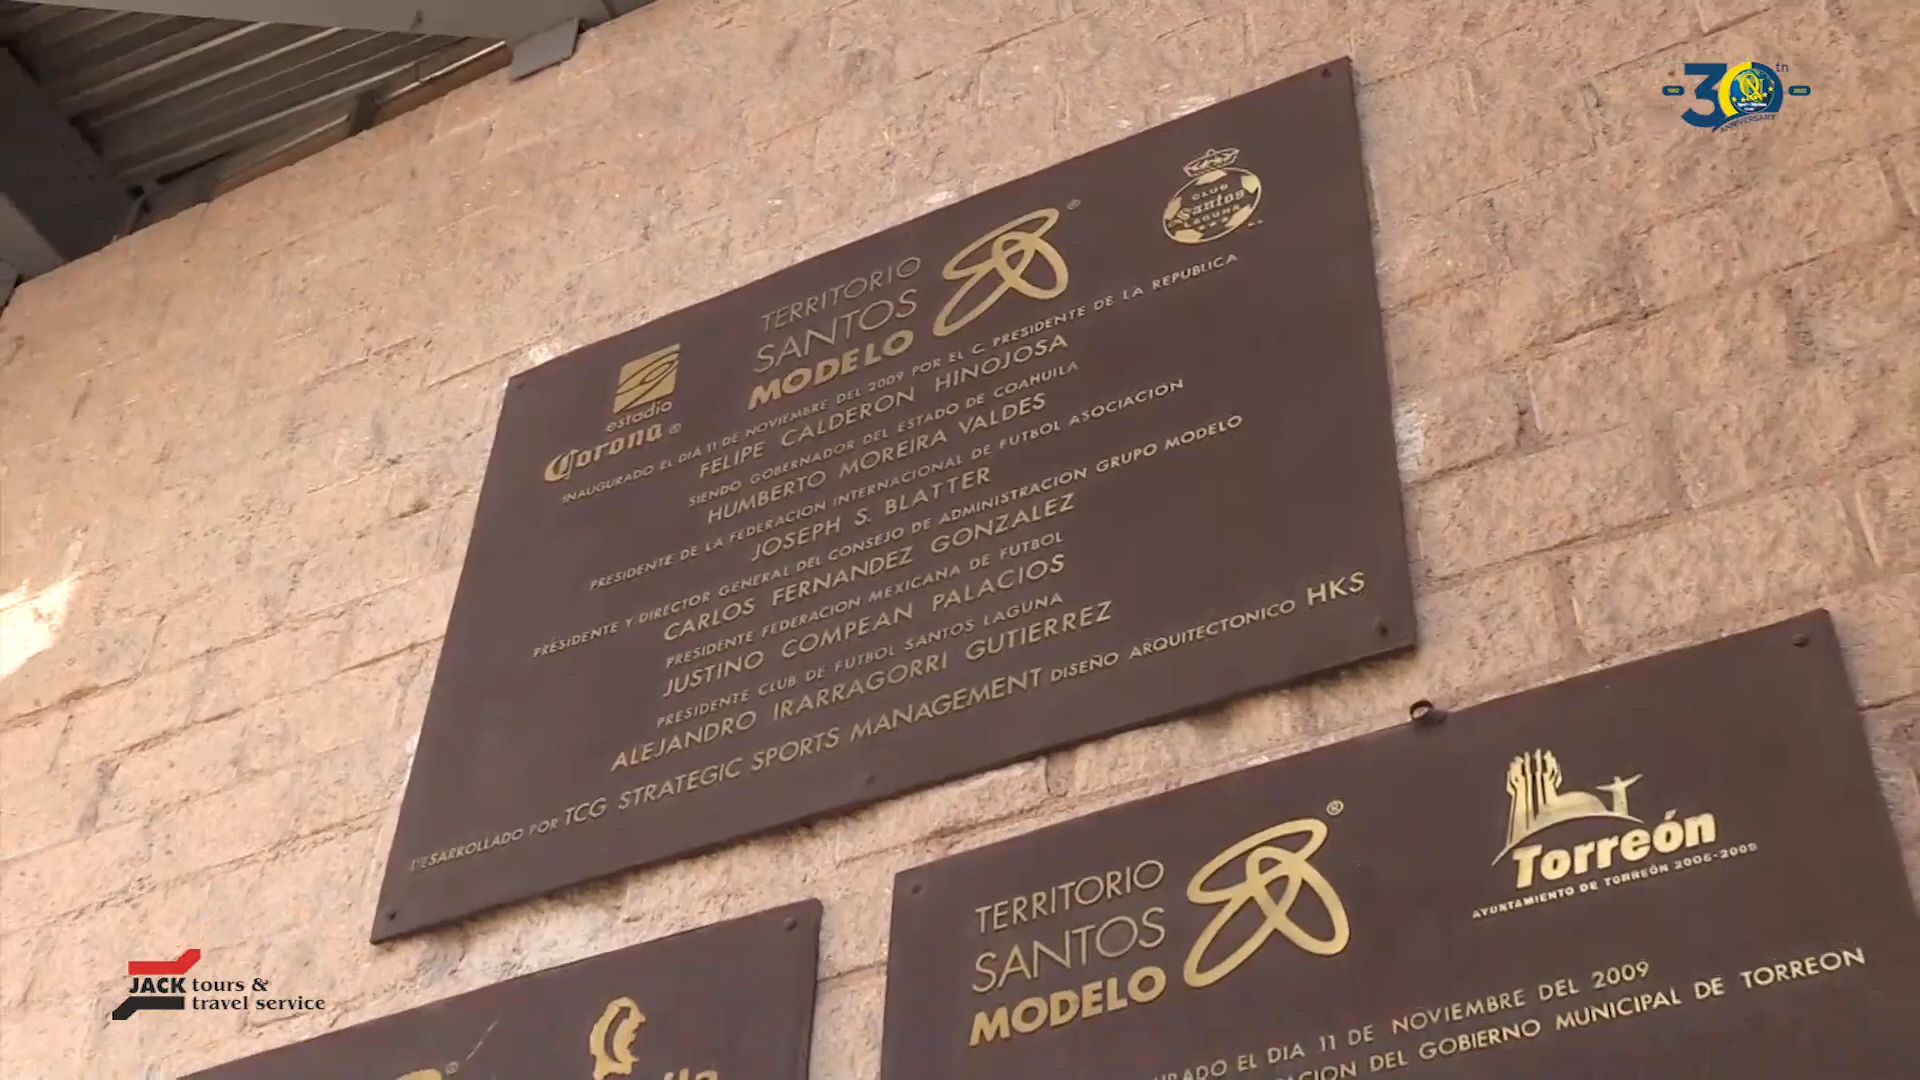 30th
ANNIVERSARY
1992
2022
CLUB
Santos
LAGUNA
TERRITORIO
SANTOS
MODELO
estadio
Corona
INAUGURADO EL DIA 11 DE NOVIEMBRE DEL 2009 POR EL C. PRESIDENTE DE LA REPUBLICA
FELIPE CALDERON HINOJOSA
SIENDO GOBERNADOR DEL ESTADO DE COAHUILA
HUMBERTO MOREIRA VALDES
PRESIDENTE DE LA FEDERACION INTERNACIONAL DE FUTBOL ASOCIACION
JOSEPH S. BLATTER
PRESIDENTE Y DIRECTOR GENERAL DEL CONSEJO DE ADMINISTRACION GRUPO MODELO
CARLOS FERNANDEZ GONZALEZ
PRESIDENTE FEDERACION MEXICANA DE FUTBOL
JUSTINO COMPEAN PALACIOS
PRESIDENTE CLUB DE FUTBOL SANTOS LAGUNA
ALEJANDRO IRARRAGORRI GUTIERREZ
DESARROLLADO POR TCG STRATEGIC SPORTS MANAGEMENT DISEÑO ARQUITECTONICO HKS
TERRITORIO
SANTOS
MODELO
Torreón
AYUNTAMIENTO DE TORREÓN 2006-2009
EL DIA 11 DE NOVIEMBRE DEL 2009
DEL GOBIERNO MUNICIPAL DE TORREON
JACK tours &
travel service